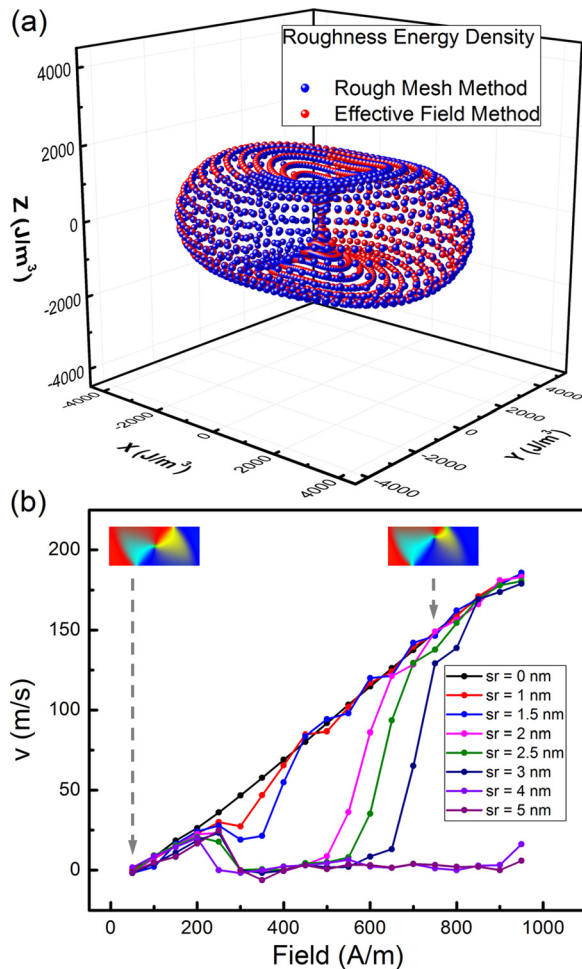 (a)
Roughness Energy Density
Rough Mesh Method
Effective Field Method
4000
2000
0
-2000
-4000
Z (J/m³)
-4000
-2000
0
2000
4000
X (J/m³)
-4000
-2000
0
2000
4000
Y (J/m³)
(b)
200
150
100
50
0
v (m/s)
sr = 0 nm
sr = 1 nm
sr = 1.5 nm
sr = 2 nm
sr = 2.5 nm
sr = 3 nm
sr = 4 nm
sr = 5 nm
0 200 400 600 800 1000
Field (A/m)